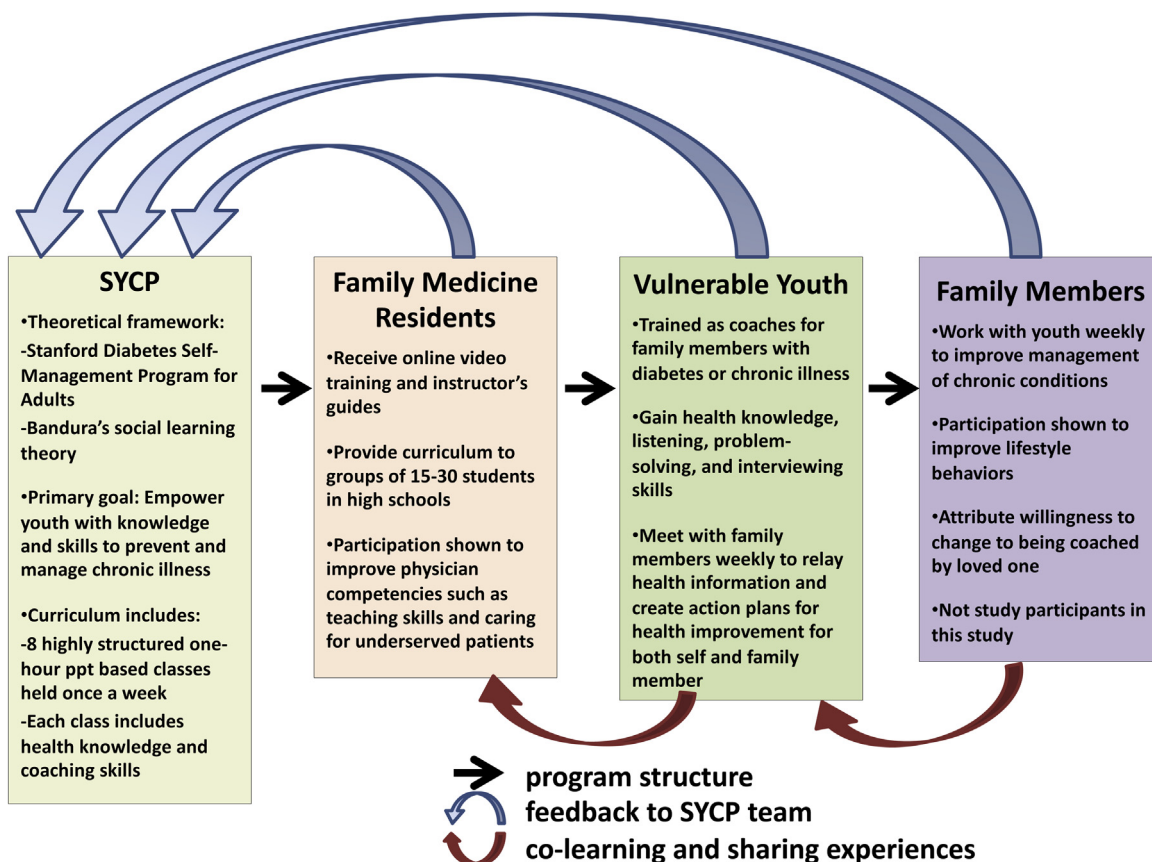 SYCP
•Theoretical framework:
-Stanford Diabetes Self-
Management Program for
Adults
-Bandura's social learning
theory
•Primary goal: Empower
youth with knowledge
and skills to prevent and
manage chronic illness
•Curriculum includes:
-8 highly structured one-
hour ppt based classes
held once a week
-Each class includes
health knowledge and
coaching skills
Family Medicine
Residents
•Receive online video
training and instructor's
guides
•Provide curriculum to
groups of 15-30 students
in high schools
•Participation shown to
improve physician
competencies such as
teaching skills and caring
for underserved patients
Vulnerable Youth
•Trained as coaches for
family members with
diabetes or chronic illness
•Gain health knowledge,
listening, problem-
solving, and interviewing
skills
•Meet with family
members weekly to relay
health information and
create action plans for
health improvement for
both self and family
member
Family Members
•Work with youth weekly
to improve management
of chronic conditions
•Participation shown to
improve lifestyle
behaviors
•Attribute willingness to
change to being coached
by loved one
•Not study participants in
this study
program structure
feedback to SYCP team
co-learning and sharing experiences